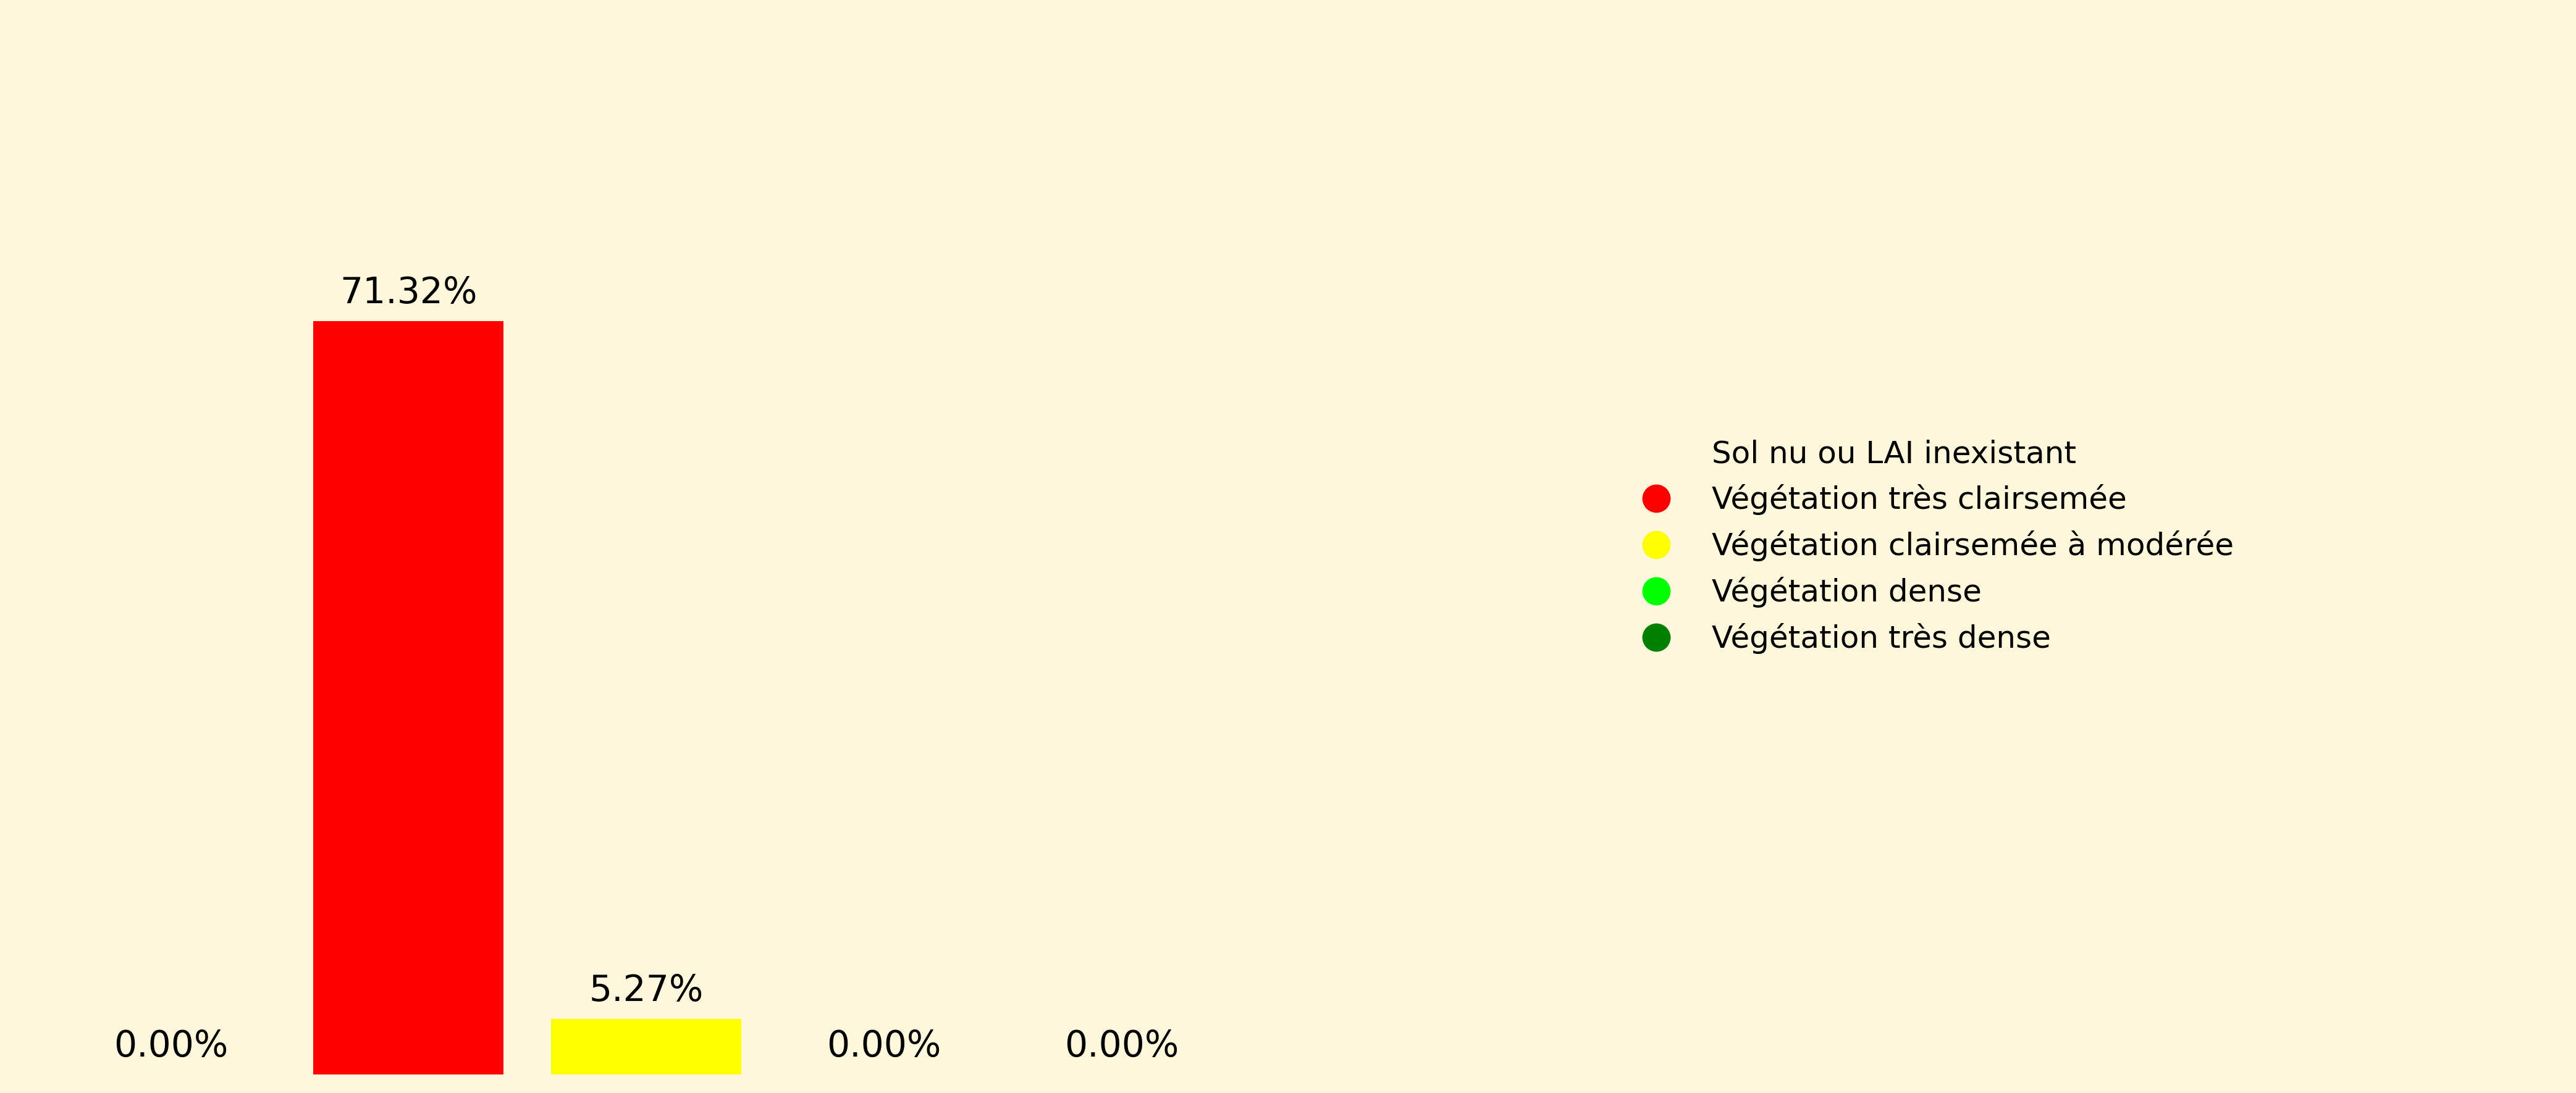 71.32%
5.27%
0.00%
0.00%
0.00%
Sol nu ou LAI inexistant
Végétation très clairsemée
Végétation clairsemée à modérée
Végétation dense
Végétation très dense